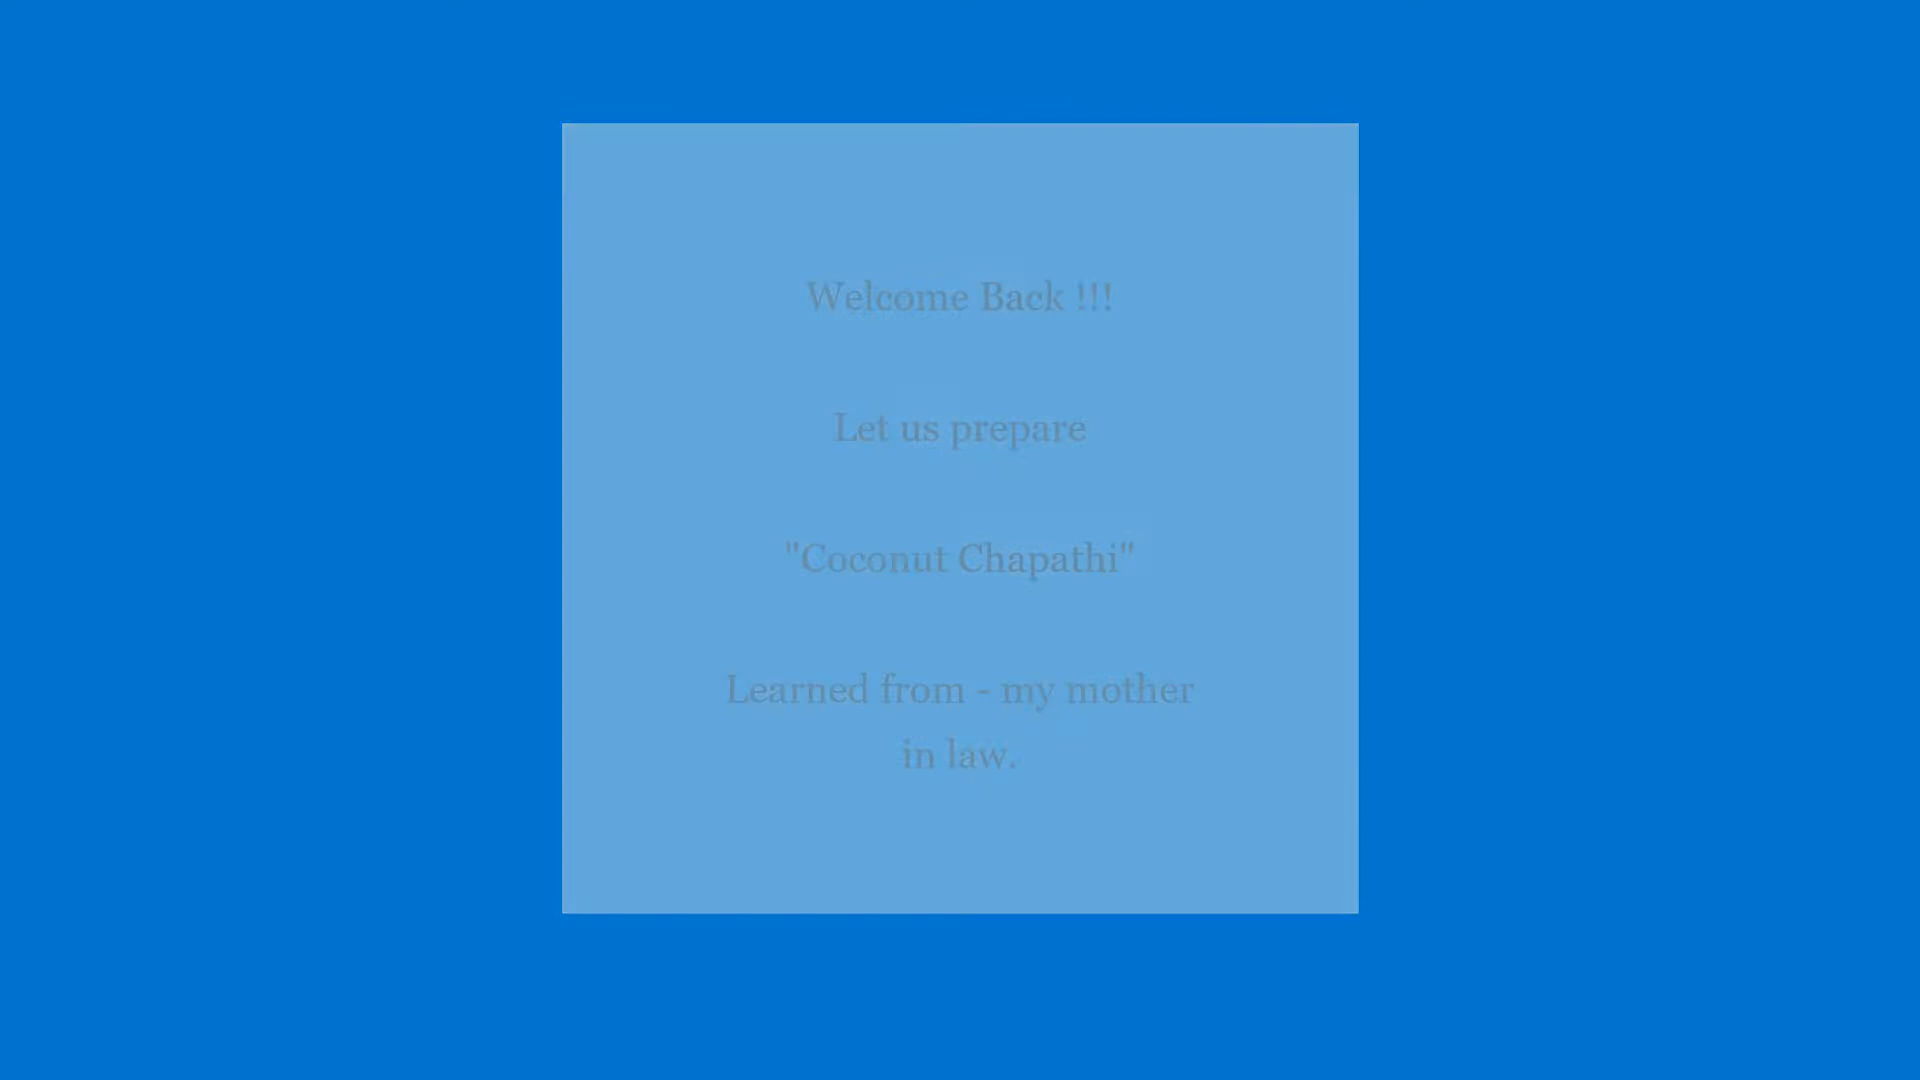 Welcome Back !!!
Let us prepare
"Coconut Chapathi"
Learned from - my mother
in law.